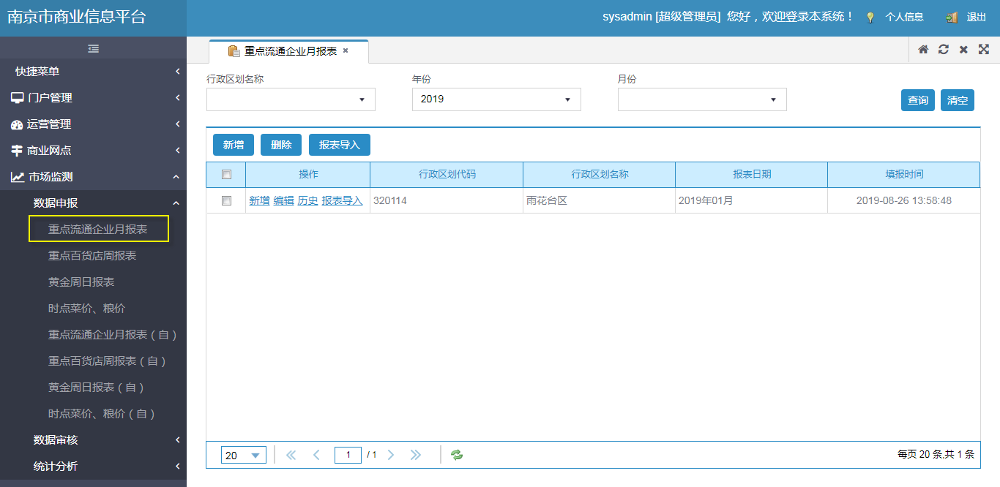 南京市商业信息平台
sysadmin [超级管理员] 您好，欢迎登录本系统！ 个人信息 退出
快捷菜单
门户管理
运营管理
商业网点
市场监测
数据申报
重点流通企业月报表
重点百货店周报表
黄金周日报表
时点菜价、粮价
重点流通企业月报表（自）
重点百货店周报表（自）
黄金周日报表（自）
时点菜价、粮价（自）
数据审核
统计分析
重点流通企业月报表
行政区划名称 年份 月份
2019
查询 清空
新增 删除 报表导入
操作 行政区划代码 行政区划名称 报表日期 填报时间
新增 编辑 历史 报表导入 320114 雨花台区 2019年01月 2019-08-26 13:58:48
20 1 / 1 每页 20 条,共 1 条